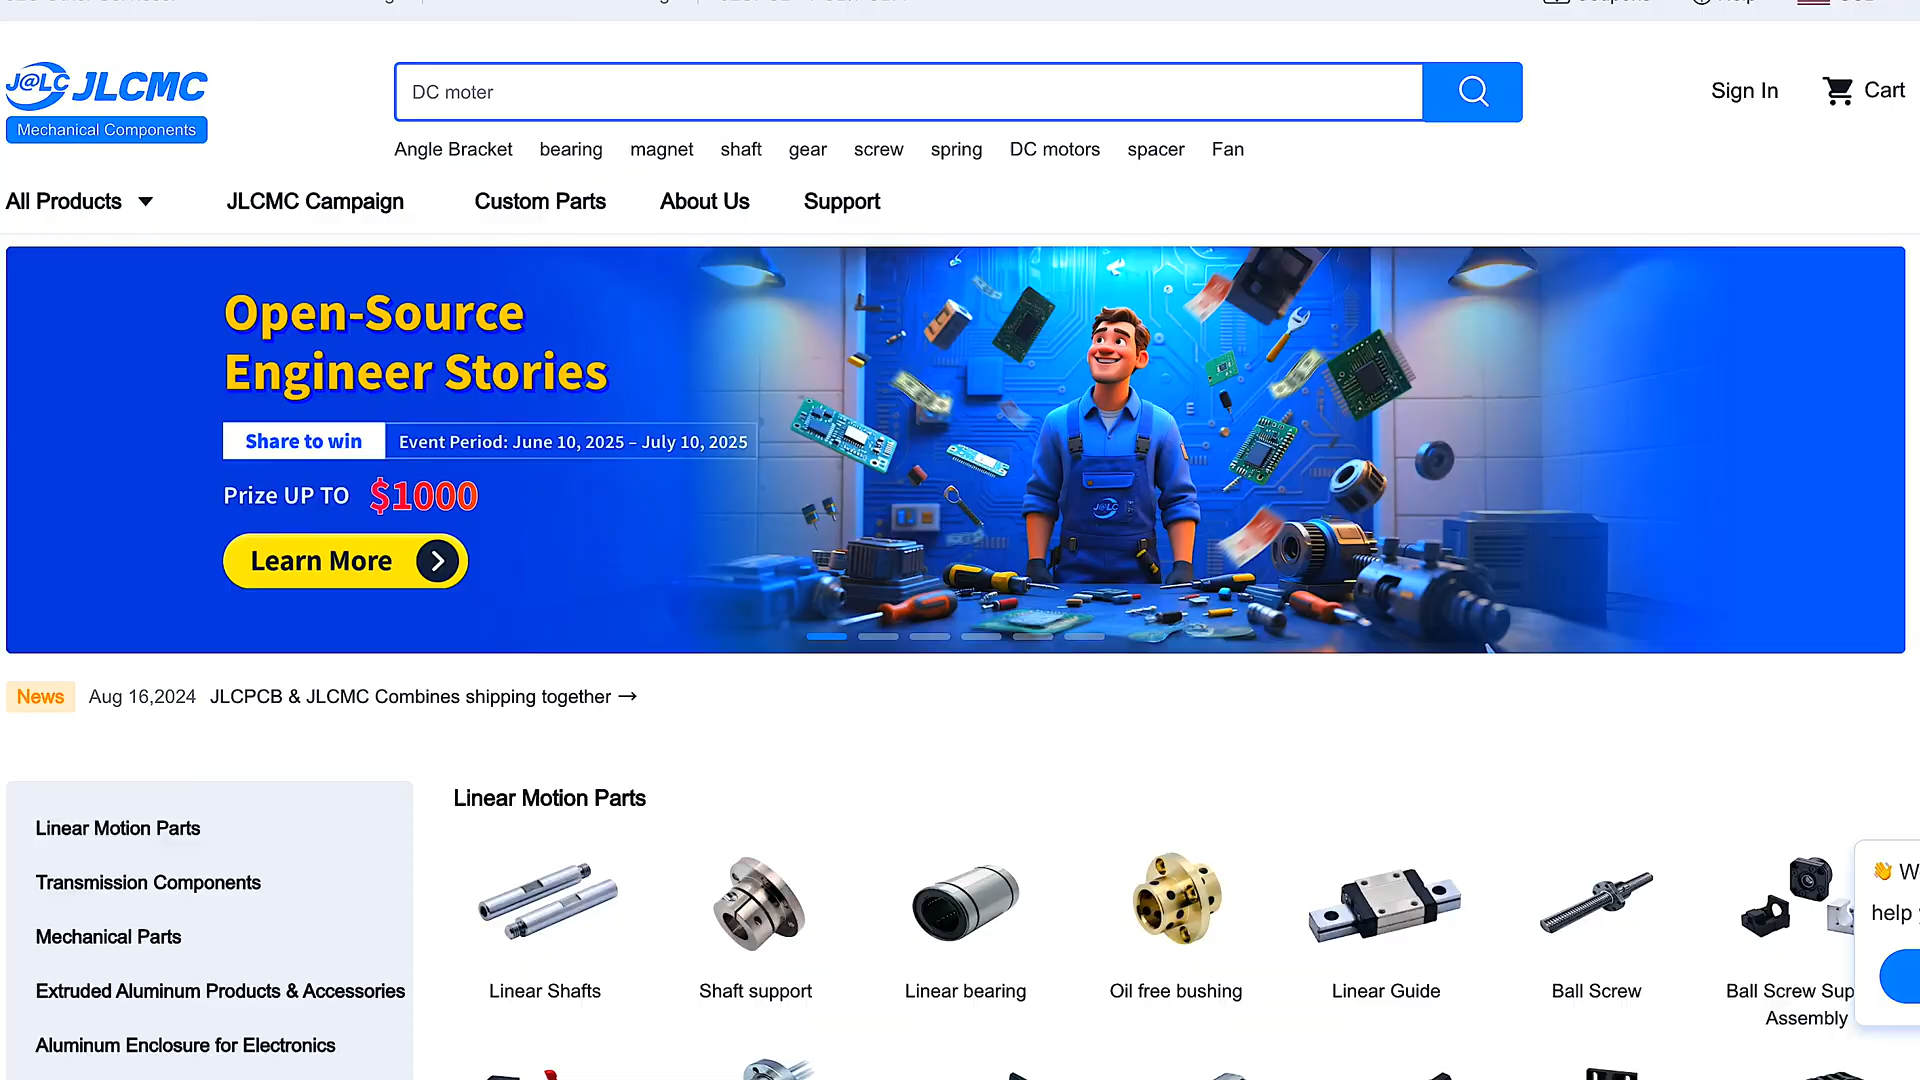 J@LC JLCMC
Mechanical Components
DC moter
Sign In
Cart
Angle Bracket bearing magnet shaft gear screw spring DC motors spacer Fan
All Products JLCMC Campaign Custom Parts About Us Support
Open-Source
Engineer Stories
Share to win Event Period: June 10, 2025 – July 10, 2025
Prize UP TO $1000
Learn More
J@LC
News Aug 16,2024 JLCPCB & JLCMC Combines shipping together →
Linear Motion Parts
Transmission Components
Mechanical Parts
Extruded Aluminum Products & Accessories
Aluminum Enclosure for Electronics
Linear Motion Parts
Linear Shafts
Shaft support
Linear bearing
Oil free bushing
Linear Guide
Ball Screw
Ball Screw Sup
Assembly
👋 W
help